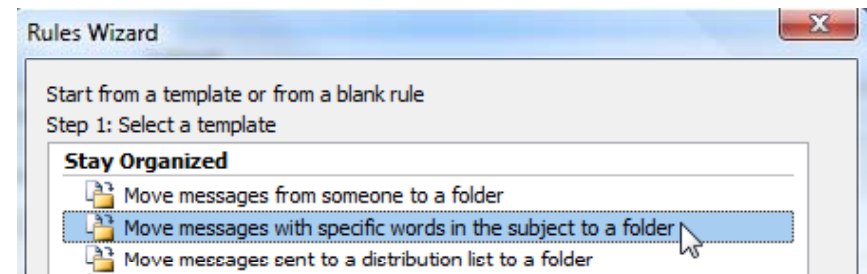 Rules Wizard
Start from a template or from a blank rule
Step 1: Select a template
Stay Organized
Move messages from someone to a folder
Move messages with specific words in the subject to a folder
Move messages sent to a distribution list to a folder